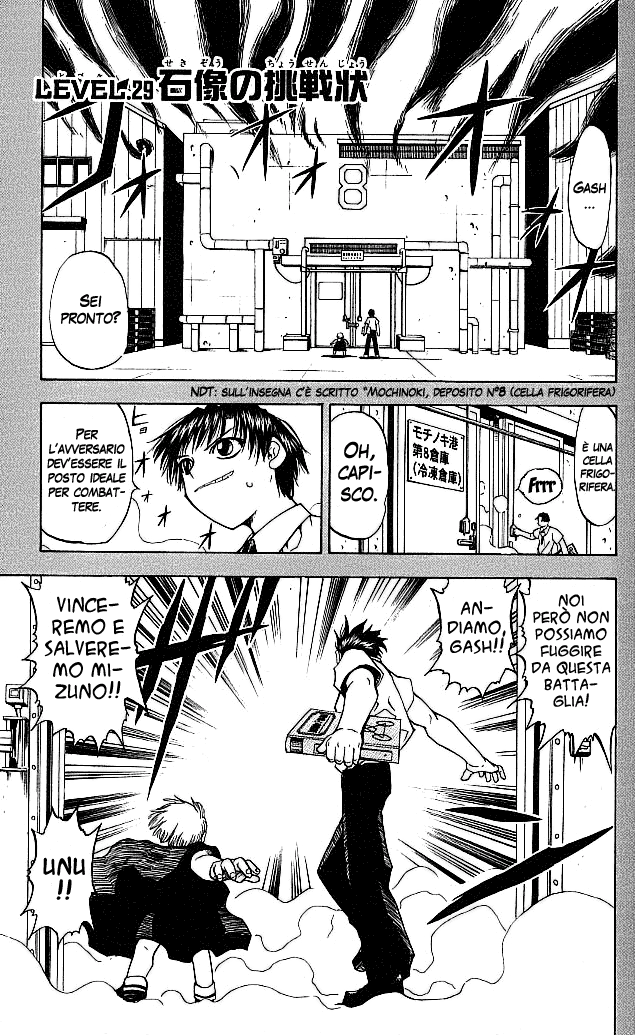 LEVEL.29 石像の挑戦状
せき ぞう ちょう せん じょう
GASH
....
SEI
PRONTO?
8
NDT: SULL'INSEGNA C'È SCRITTO "MOCHINOKI, DEPOSITO N°8 (CELLA FRIGORIFERA)
È UNA
CELLA
FRIGO-
RIFERA.
FRRR
モチノキ港
第8倉庫
(冷凍倉庫)
OH,
CAPI-
SCO.
PER
L'AVVERSARIO
DEV'ESSERE IL
POSTO IDEALE
PER COMBAT-
TERE.
ヒョ
NOI
PERÒ NON
POSSIAMO
FUGGIRE
DA QUESTA
BATTA-
GLIA!
AN-
DIAMO,
GASH!!
VINCE-
REMO E
SALVERE-
MO MI-
ZUNO!!
UNU
!!